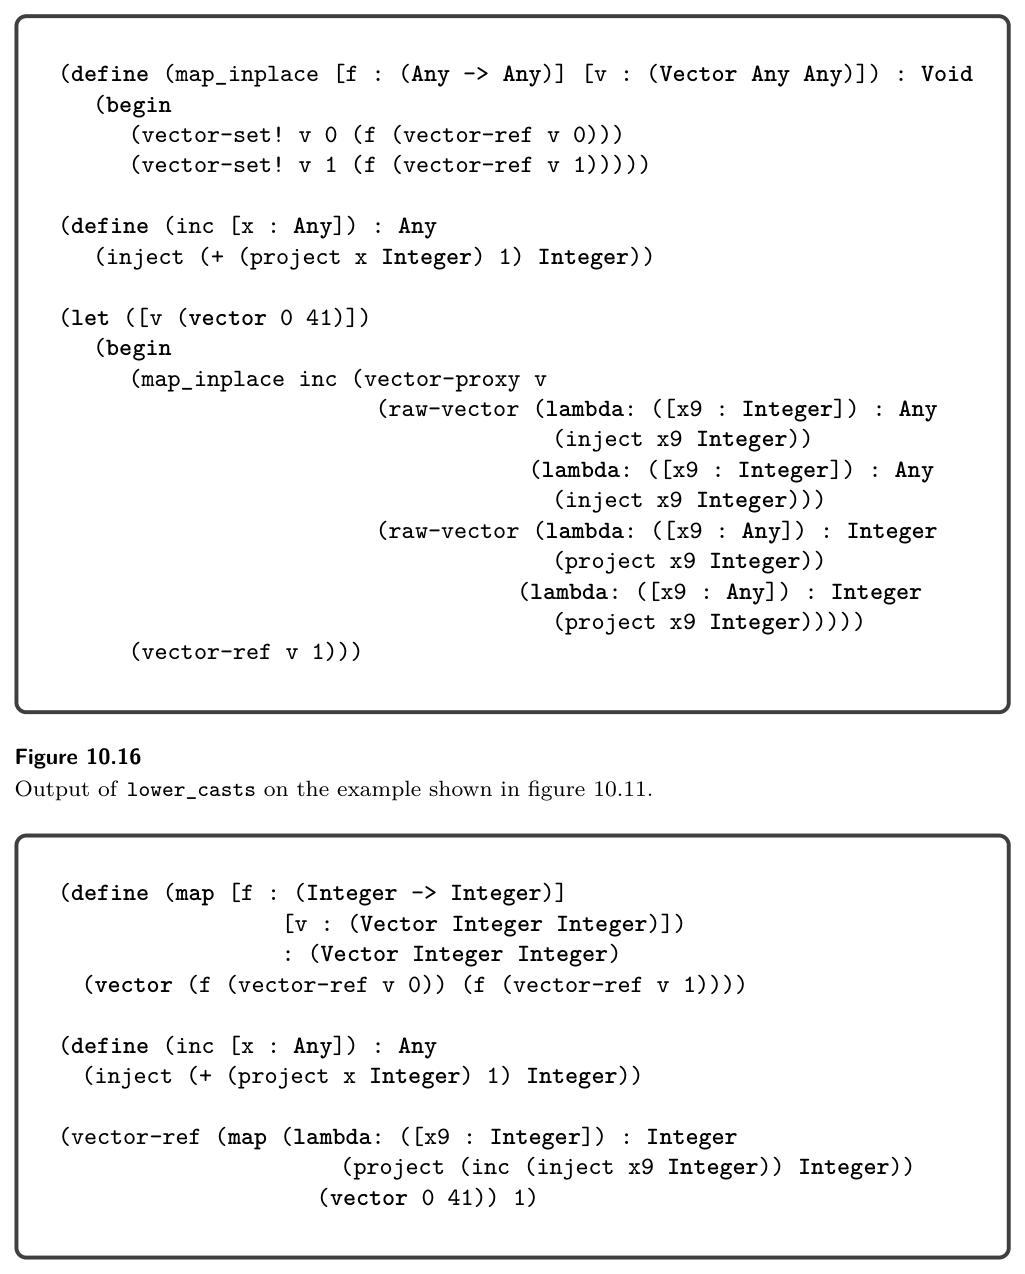 (define (map_inplace [f : (Any -> Any)] [v : (Vector Any Any)]) : Void
(begin
(vector-set! v 0 (f (vector-ref v 0)))
(vector-set! v 1 (f (vector-ref v 1)))))
(define (inc [x : Any]) : Any
(inject (+ (project x Integer) 1) Integer))
(let ([v (vector 0 41)])
(begin
(map_inplace inc (vector-proxy v
(raw-vector (lambda: ([x9 : Integer]) : Any
(inject x9 Integer))
(lambda: ([x9 : Integer]) : Any
(inject x9 Integer)))
(raw-vector (lambda: ([x9 : Any]) : Integer
(project x9 Integer))
(lambda: ([x9 : Any]) : Integer
(project x9 Integer)))))
(vector-ref v 1)))
Figure 10.16
Output of lower_casts on the example shown in figure 10.11.
(define (map [f : (Integer -> Integer)]
[v : (Vector Integer Integer)])
: (Vector Integer Integer)
(vector (f (vector-ref v 0)) (f (vector-ref v 1))))
(define (inc [x : Any]) : Any
(inject (+ (project x Integer) 1) Integer))
(vector-ref (map (lambda: ([x9 : Integer]) : Integer
(project (inc (inject x9 Integer)) Integer))
(vector 0 41)) 1)